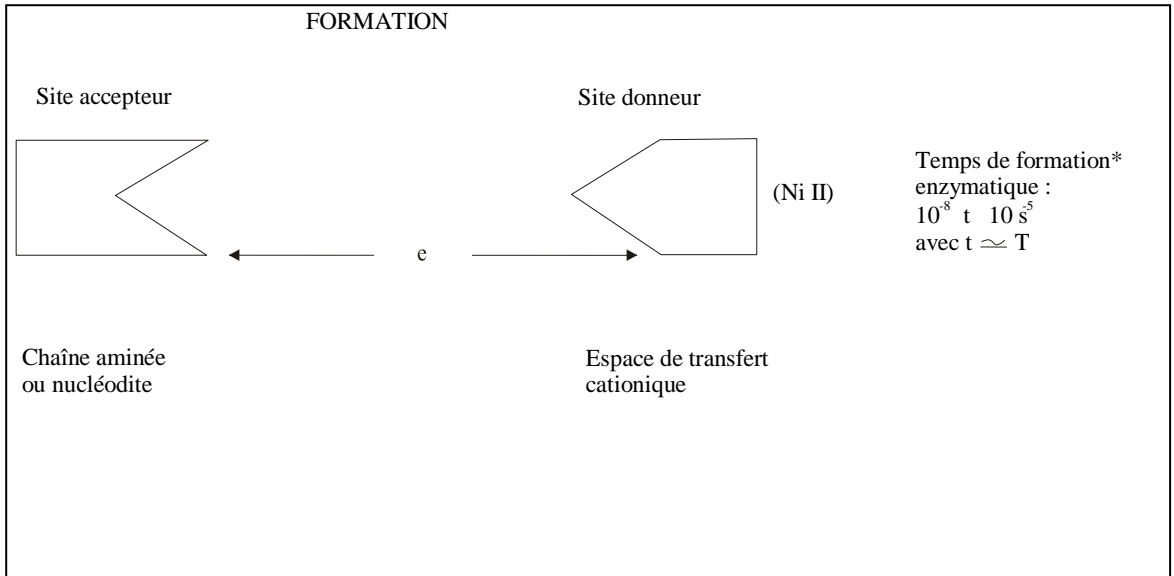 FORMATION
Site accepteur
Site donneur
(Ni II)
Temps de formation*
enzymatique :
10⁻⁸ t 10 s⁻⁵
avec t ≃ T
e
Chaîne aminée
ou nucléodite
Espace de transfert
cationique